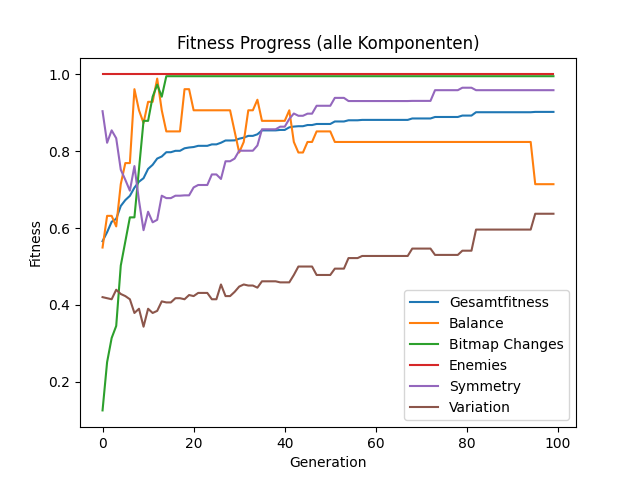 Fitness Progress (alle Komponenten)
1.0
0.8
0.6
0.4
0.2
Fitness
0 20 40 60 80 100
Generation
Gesamtfitness
Balance
Bitmap Changes
Enemies
Symmetry
Variation